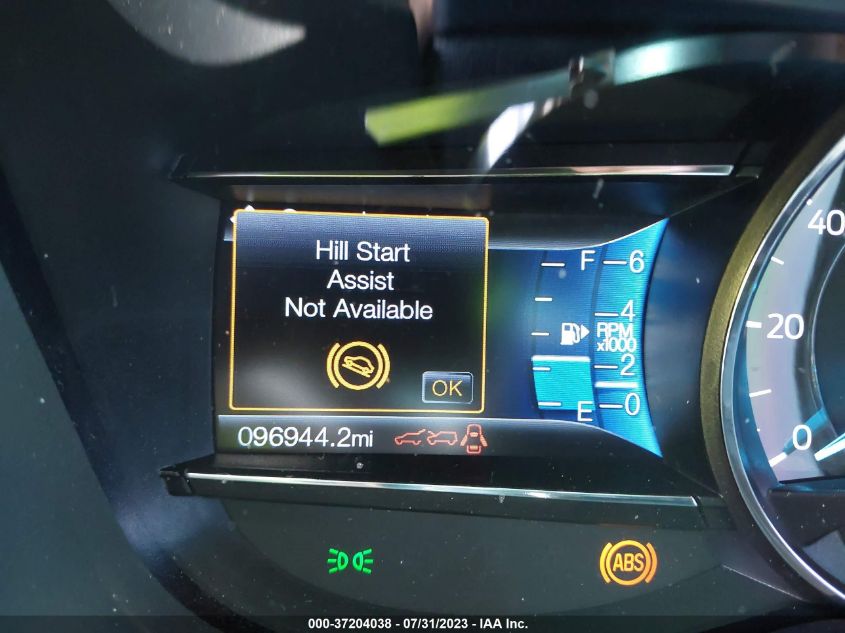 Hill Start
Assist
Not Available
OK
F 6
4
RPM
x1000
2
E 0
096944.2mi
40
20
0
ABS
000-37204038 - 07/31/2023 - IAA Inc.